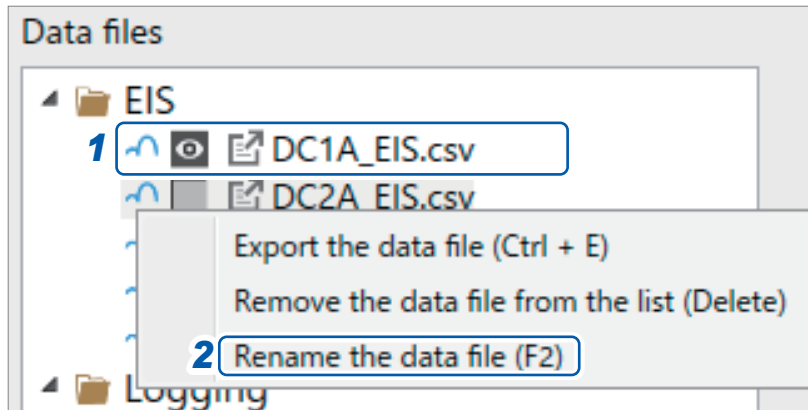 Data files
EIS
1 DC1A_EIS.csv
DC2A_EIS.csv
Export the data file (Ctrl + E)
Remove the data file from the list (Delete)
2 Rename the data file (F2)
Logging